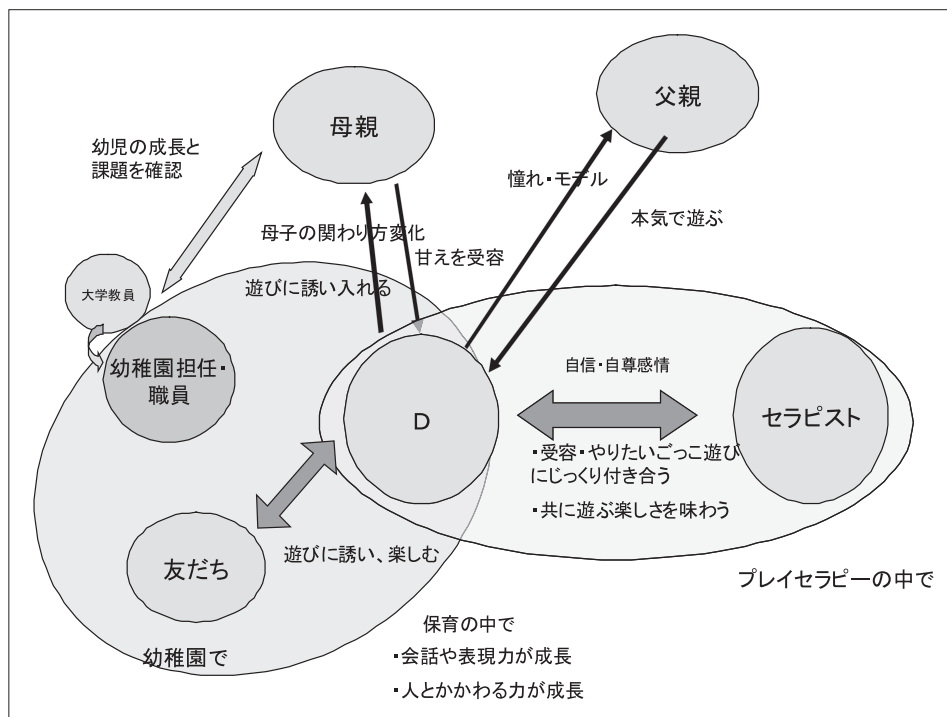 母親
父親
幼児の成長と
課題を確認
憧れ・モデル
本気で遊ぶ
母子の関わり方変化
甘えを受容
遊びに誘い入れる
大学教員
幼稚園担任・
職員
D
自信・自尊感情
セラピスト
・受容・やりたいごっこ遊び
にじっくり付き合う
・共に遊ぶ楽しさを味わう
友だち
遊びに誘い、楽しむ
プレイセラピーの中で
幼稚園で
保育の中で
・会話や表現力が成長
・人とかかわる力が成長